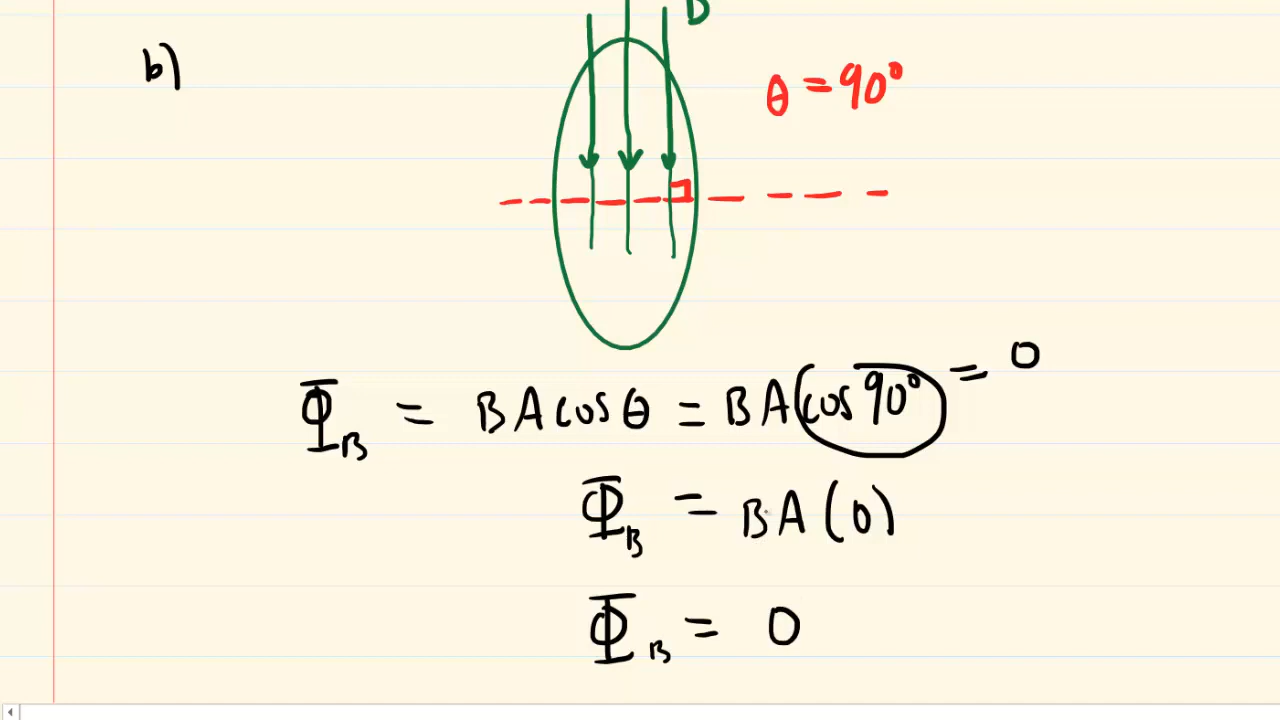 B
b)
θ = 90°
Φ_B = BA cos θ = BA cos 90° = 0
Φ_B = BA (0)
Φ_B = 0